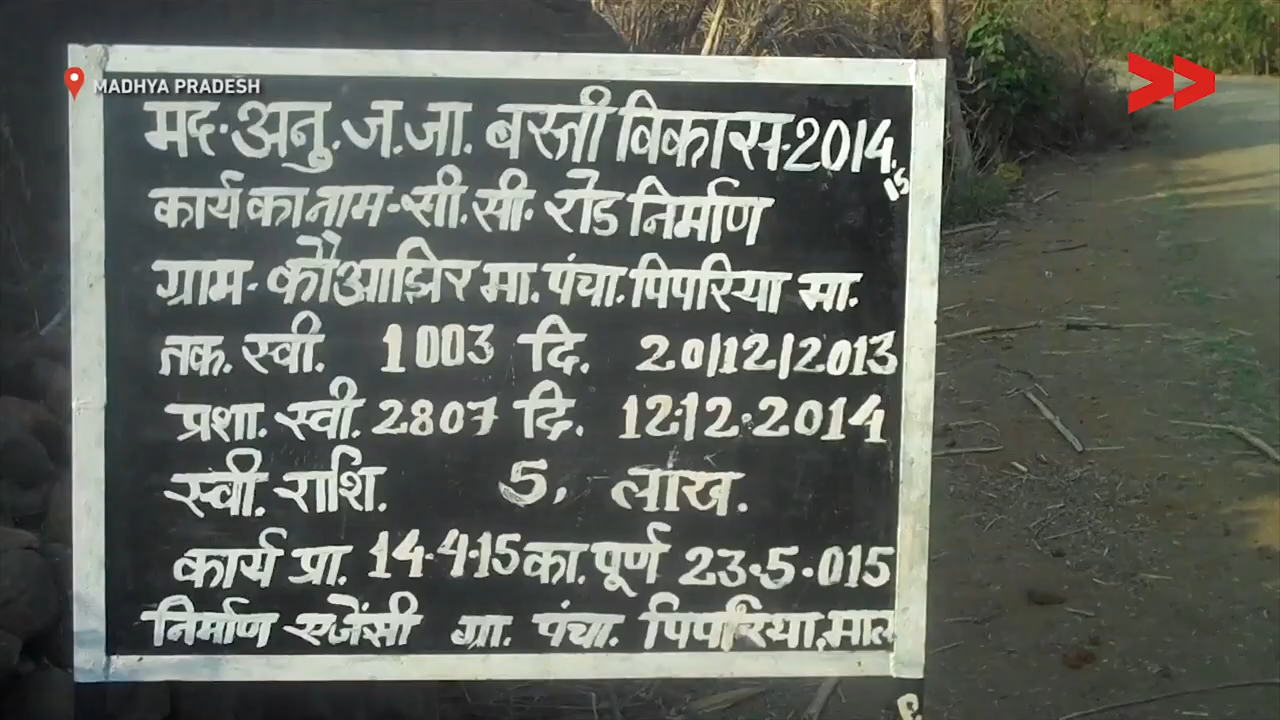 MADHYA PRADESH
मद.अनु.ज.जा. बस्ती विकास-2014
15
कार्य का नाम-सी.सी. रोड निर्माण
ग्राम-कौआझिर मा. पंचा.पिपरिया मा.
तक. स्वी. 1003 दि. 20/12/2013
प्रशा. स्वी. 2807 दि. 12.12.2014
स्वी. राशि. 5, लाख.
कार्य प्रा. 14.4.15 का.पूर्ण 23.5.015
निर्माण एजेंसी ग्रा. पंचा. पिपरिया,माल